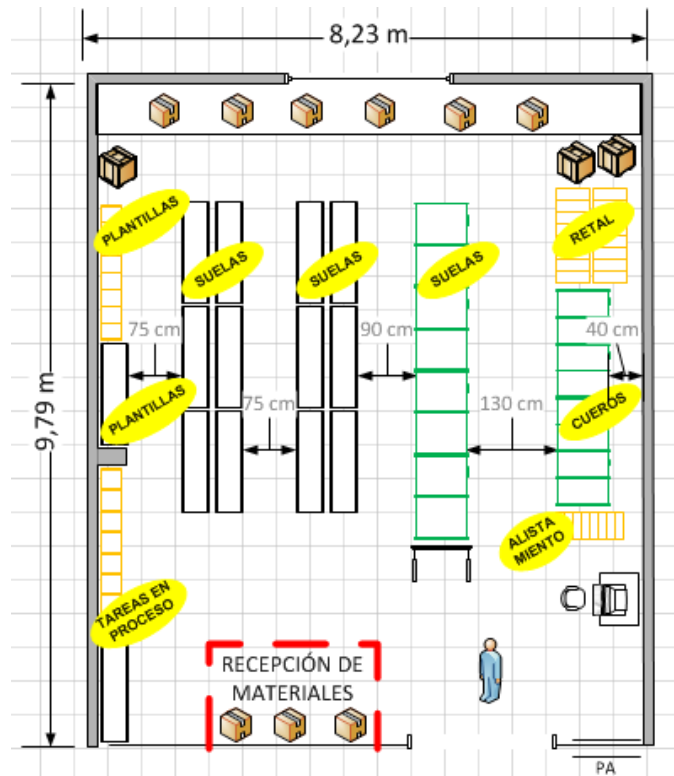 8,23 m
PLANTILLAS
SUELAS
SUELAS
SUELAS
RETAL
75 cm
90 cm
40 cm
9,79 m
PLANTILLAS
75 cm
130 cm
CUEROS
ALISTA
MIENTO
TAREAS EN
PROCESO
RECEPCIÓN DE
MATERIALES
PA